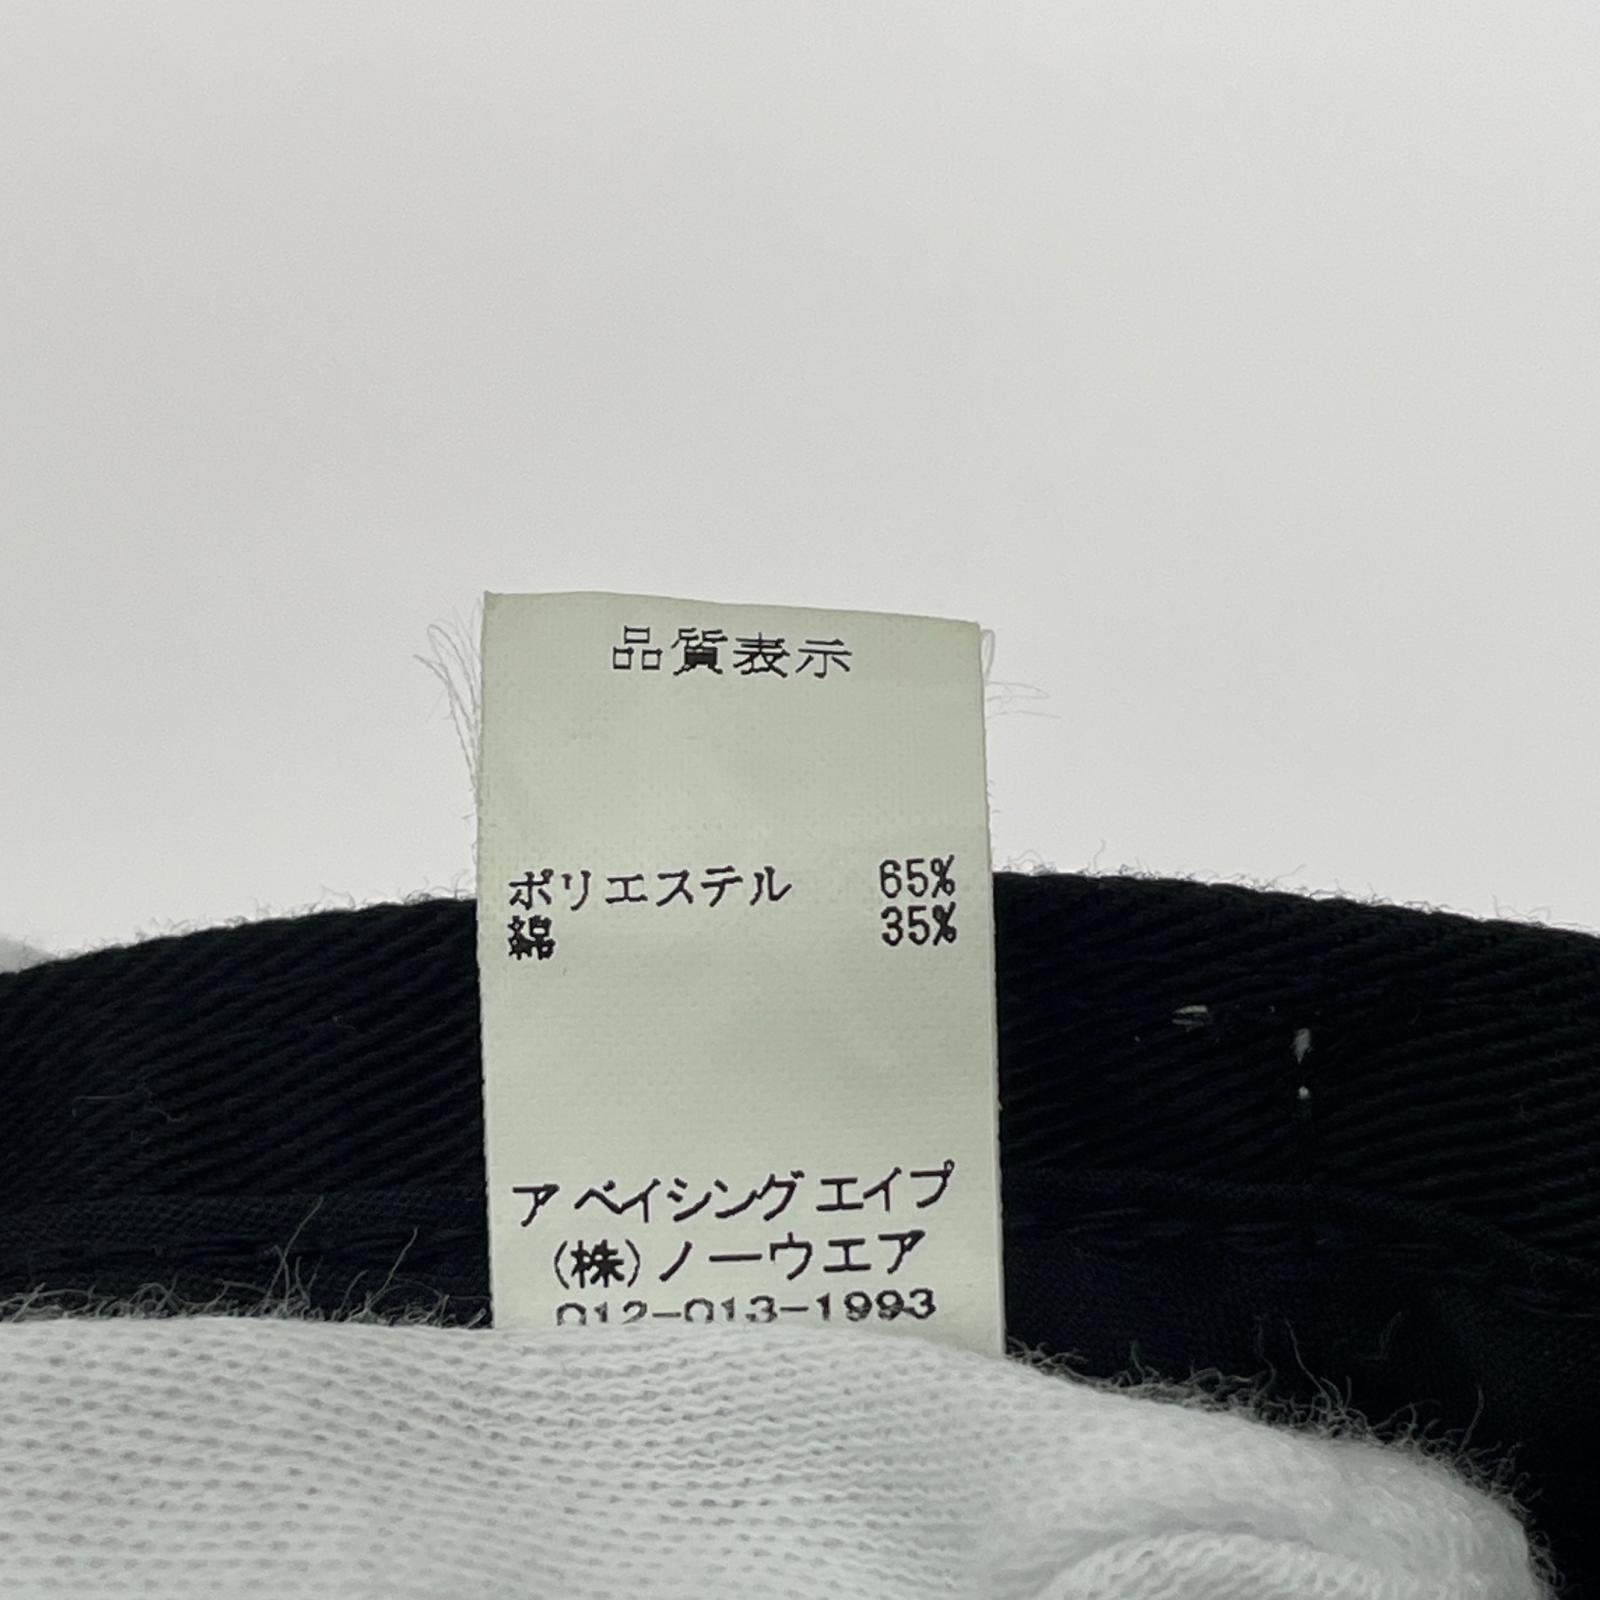 品質表示
ポリエステル 65%
綿 35%
ア ベイシング エイプ
(株)ノーウエア
012-013-1993